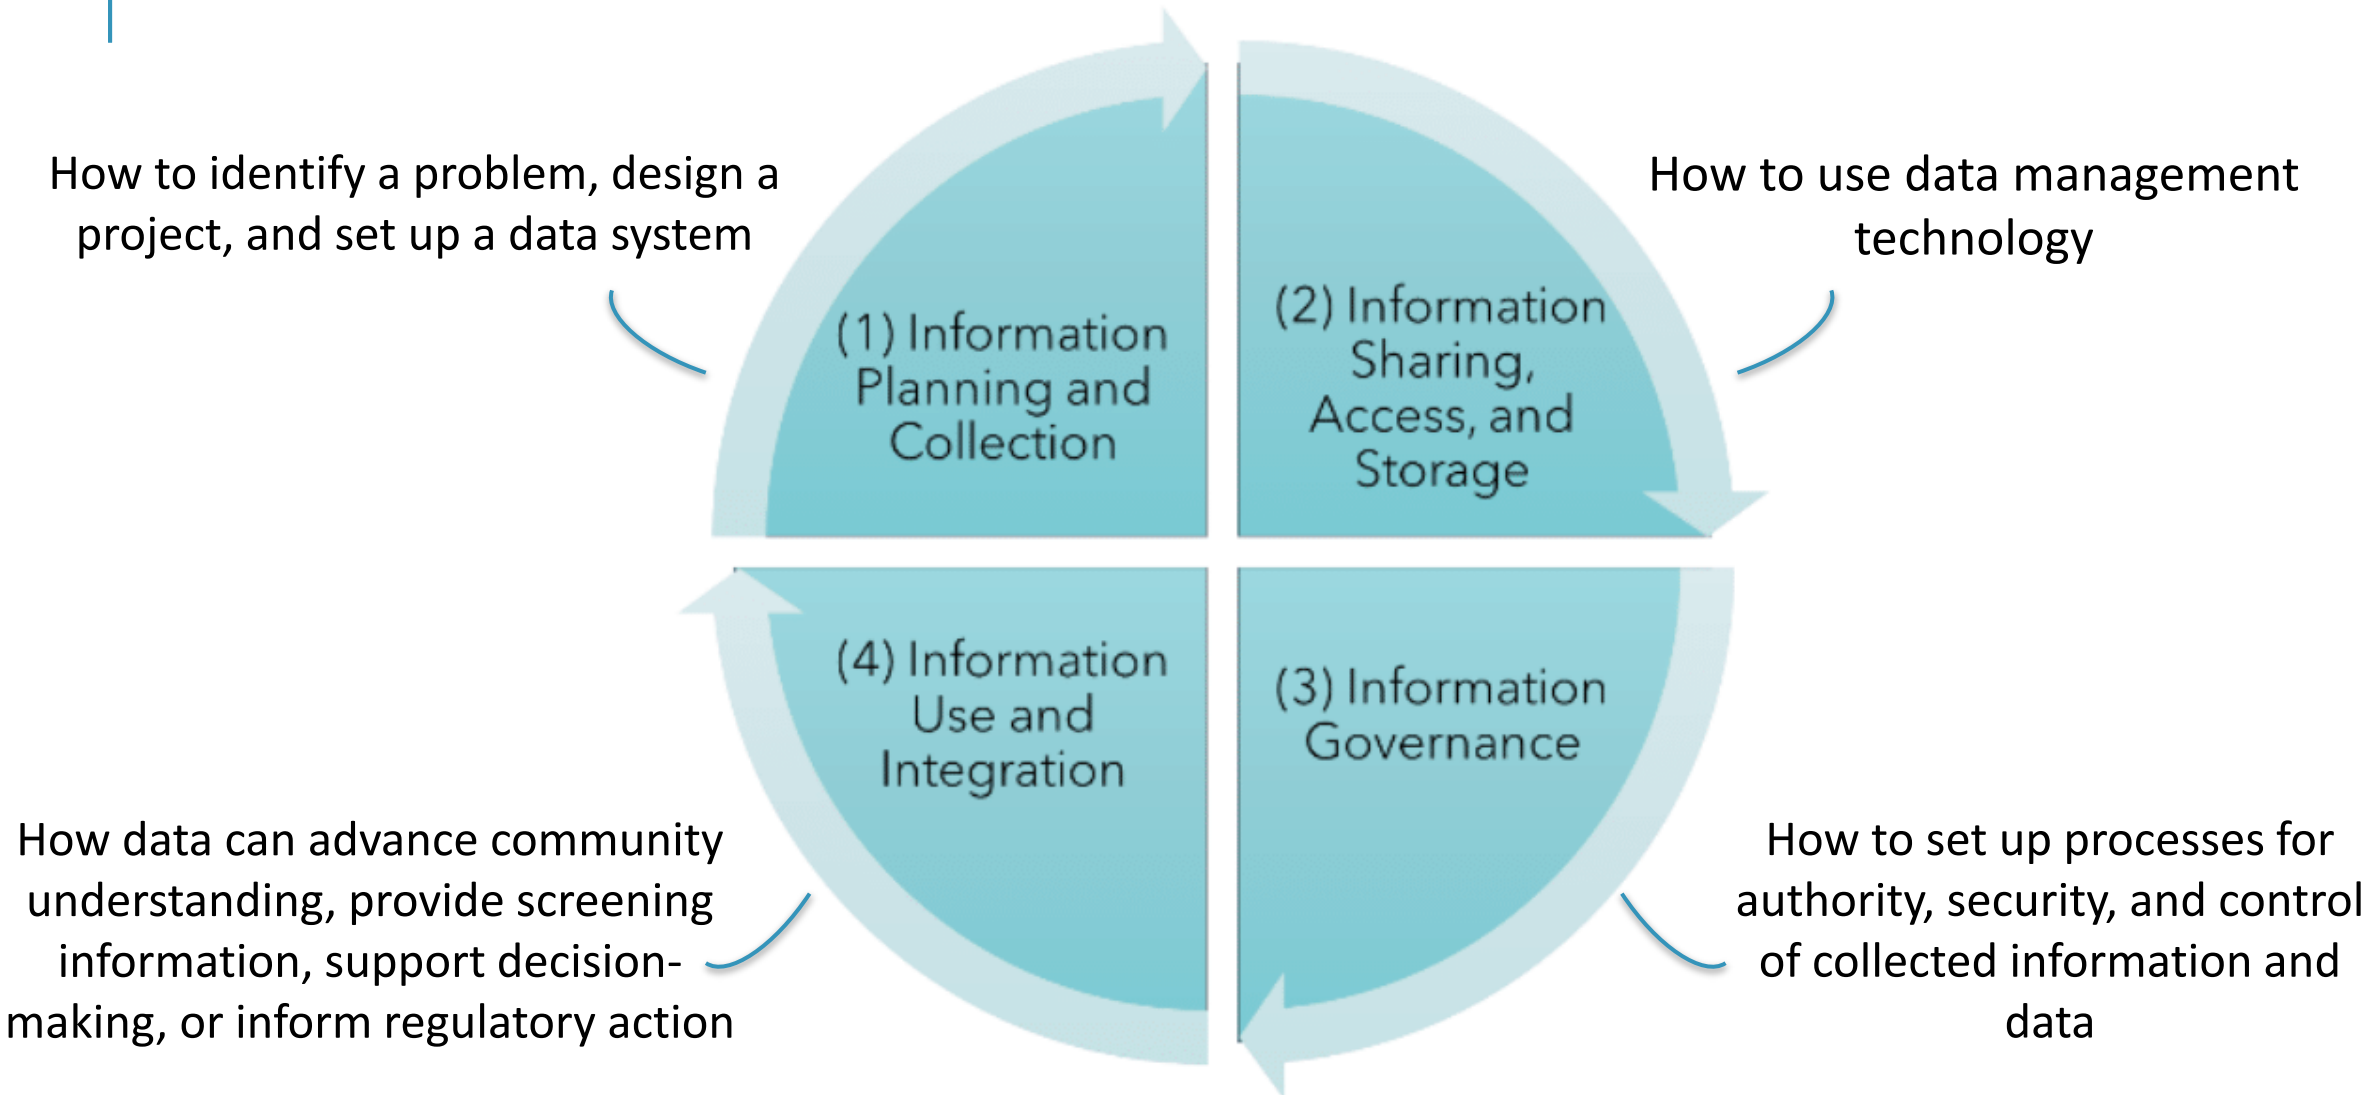 How to identify a problem, design a
project, and set up a data system
(1) Information
Planning and
Collection
(2) Information
Sharing,
Access, and
Storage
How to use data management
technology
(4) Information
Use and
Integration
(3) Information
Governance
How data can advance community
understanding, provide screening
information, support decision-
making, or inform regulatory action
How to set up processes for
authority, security, and control
of collected information and
data